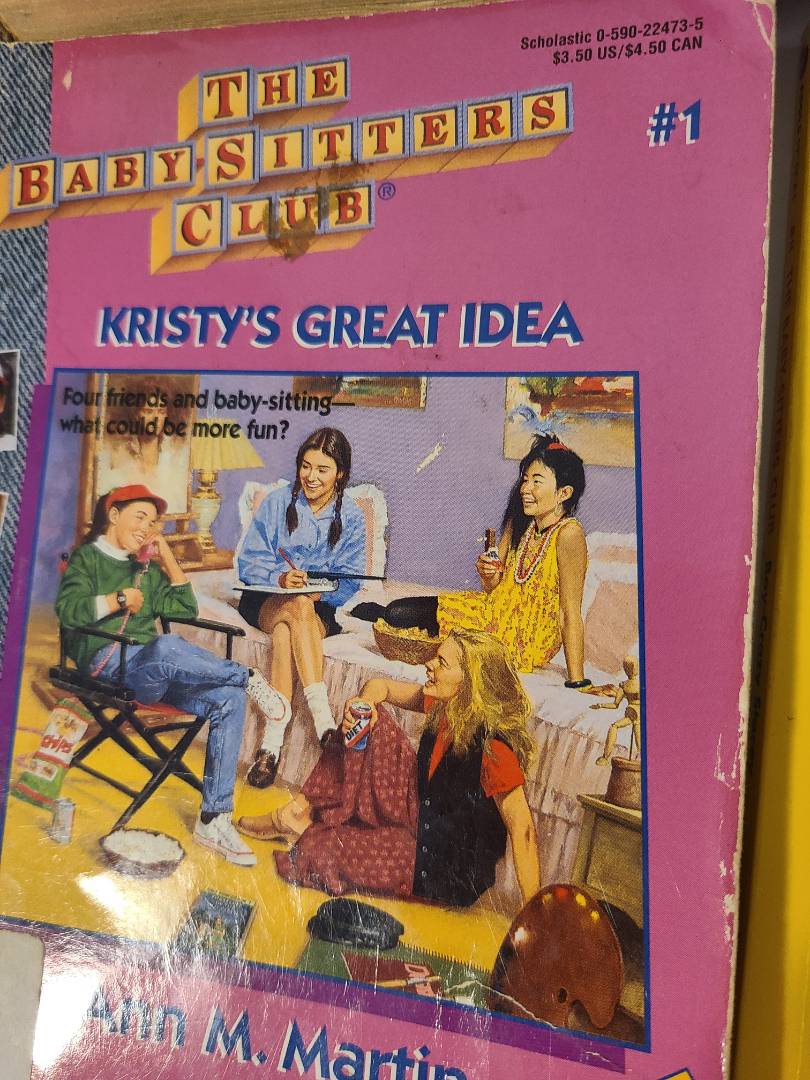 Scholastic 0-590-22473-5
$3.50 US/$4.50 CAN
THE
BABY-SITTERS
CLUB®
#1
KRISTY'S GREAT IDEA
Four friends and baby-sitting—
what could be more fun?
CHIPS
DIET
Ann M. Martin